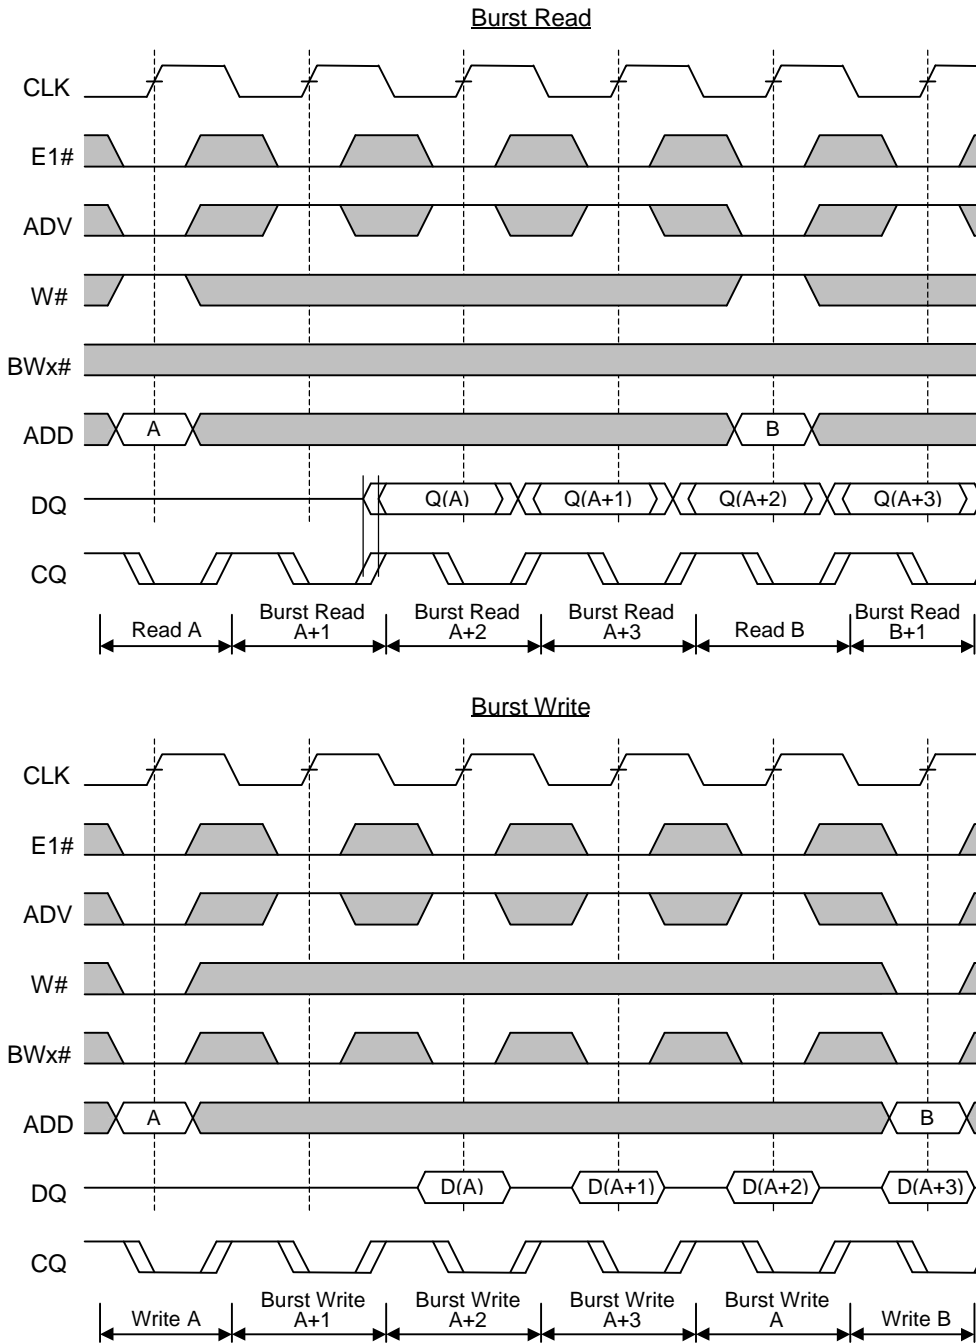 Burst Read
CLK
E1#
ADV
W#
BWx#
ADD A B
DQ Q(A) Q(A+1) Q(A+2) Q(A+3)
CQ
Read A Burst Read A+1 Burst Read A+2 Burst Read A+3 Read B Burst Read B+1
Burst Write
CLK
E1#
ADV
W#
BWx#
ADD A B
DQ D(A) D(A+1) D(A+2) D(A+3)
CQ
Write A Burst Write A+1 Burst Write A+2 Burst Write A+3 Burst Write A Write B